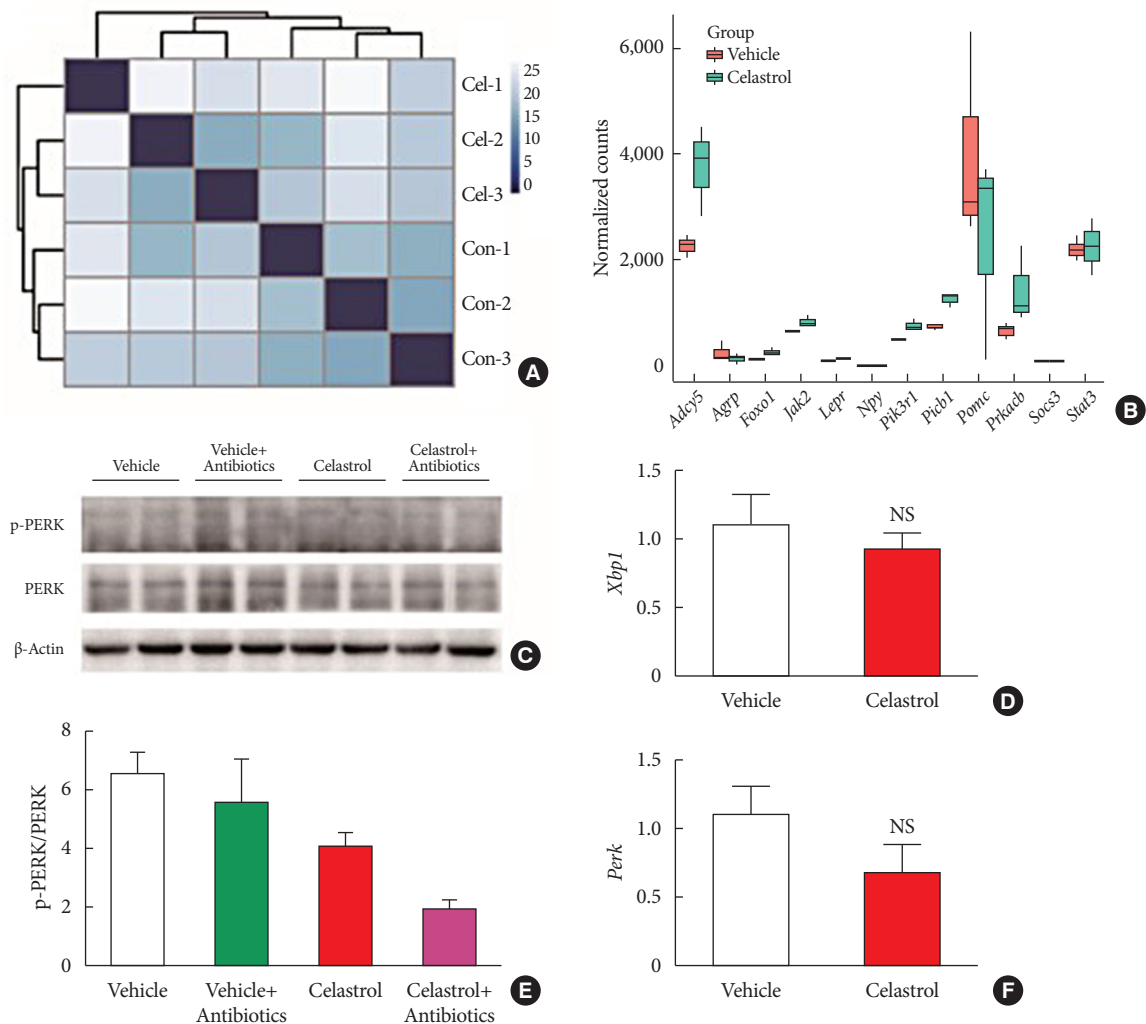 25
20
15
10
5
0
Cel-1
Cel-2
Cel-3
Con-1
Con-2
Con-3
A
Group
Vehicle
Celastrol
Normalized counts
6,000
4,000
2,000
0
Adcy5
Agrp
Foxo1
Jak2
Lepr
Npy
Pik3r1
Picb1
Pomc
Prkacb
Socs3
Stat3
B
Vehicle
Vehicle+
Antibiotics
Celastrol
Celastrol+
Antibiotics
p-PERK
PERK
β-Actin
C
Xbp1
1.5
1.0
0.5
0
NS
Vehicle
Celastrol
D
p-PERK/PERK
8
6
4
2
0
Vehicle
Vehicle+
Antibiotics
Celastrol
Celastrol+
Antibiotics
E
Perk
1.5
1.0
0.5
0
NS
Vehicle
Celastrol
F